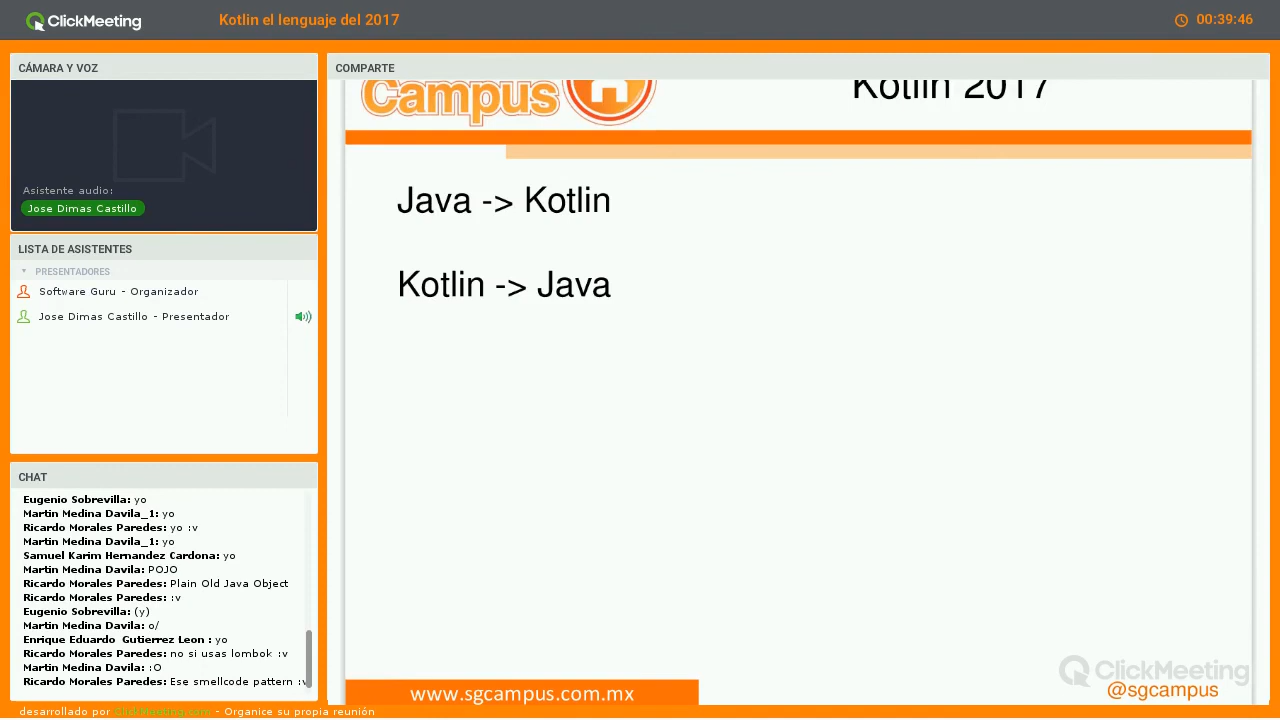 ClickMeeting
Kotlin el lenguaje del 2017
00:39:46
CÁMARA Y VOZ
Asistente audio:
Jose Dimas Castillo
LISTA DE ASISTENTES
PRESENTADORES
Software Guru - Organizador
Jose Dimas Castillo - Presentador
CHAT
Eugenio Sobrevilla: yo
Martin Medina Davila_1: yo
Ricardo Morales Paredes: yo :v
Martin Medina Davila_1: yo
Samuel Karim Hernandez Cardona: yo
Martin Medina Davila: POJO
Ricardo Morales Paredes: Plain Old Java Object
Ricardo Morales Paredes: :v
Eugenio Sobrevilla: (y)
Martin Medina Davila: o/
Enrique Eduardo Gutierrez Leon : yo
Ricardo Morales Paredes: no si usas lombok :v
Martin Medina Davila: :O
Ricardo Morales Paredes: Ese smellcode pattern :v
desarrollado por ClickMeeting.com - Organice su propia reunión
COMPARTE
Campus
Kotlin 2017
Java -> Kotlin
Kotlin -> Java
www.sgcampus.com.mx
ClickMeeting
@sgcampus